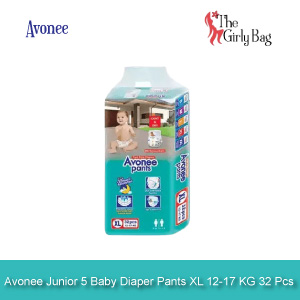 Avonee
The
Girly Bag
Avonee
pants
XL
Avonee Junior 5 Baby Diaper Pants XL 12-17 KG 32 Pcs